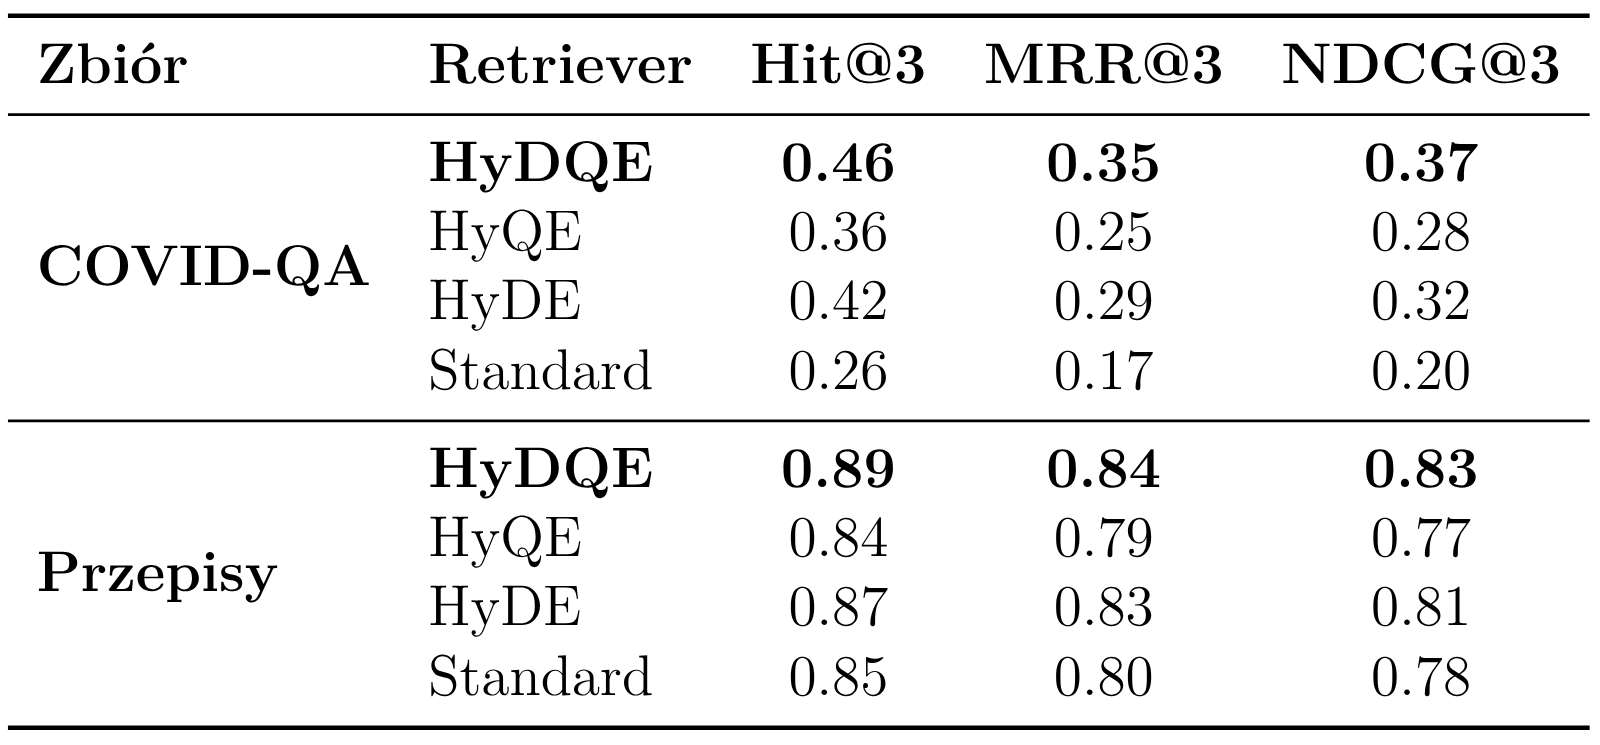 Zbiór Retriever Hit@3 MRR@3 NDCG@3
HyDQE 0.46 0.35 0.37
HyQE 0.36 0.25 0.28
COVID-QA
HyDE 0.42 0.29 0.32
Standard 0.26 0.17 0.20
HyDQE 0.89 0.84 0.83
HyQE 0.84 0.79 0.77
Przepisy
HyDE 0.87 0.83 0.81
Standard 0.85 0.80 0.78